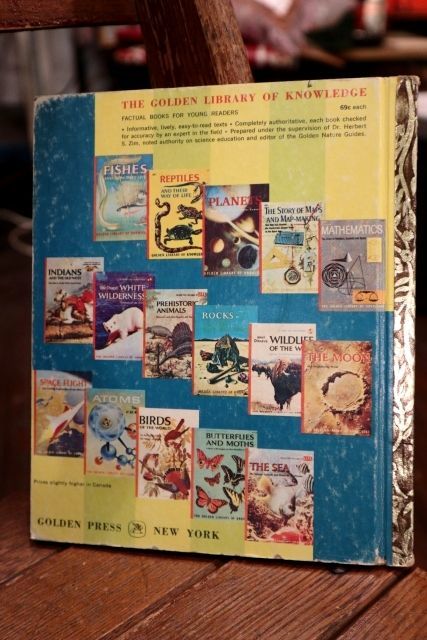 THE GOLDEN LIBRARY OF KNOWLEDGE
FACTUAL BOOKS FOR YOUNG READERS
69¢ each
• Informative, lively, easy-to-read texts • Completely authoritative, each book checked
for accuracy by an expert in the field • Prepared under the supervision of Dr. Herbert
S. Zim, noted authority on science education and editor of the Golden Nature Guides.
FISHES
REPTILES
AND THEIR WAY OF LIFE
PLANETS
THE STORY OF MAPS
AND MAP-MAKING
MATHEMATICS
INDIANS
WHITE
WILDERNESS
PREHISTORIC
ANIMALS
ROCKS
WILDLIFE
OF THE
THE MOON
SPACE FLIGHT
ATOMS
BIRDS
OF THE WORLD
BUTTERFLIES
AND MOTHS
THE SEA
Prices slightly higher in Canada
GOLDEN PRESS NEW YORK